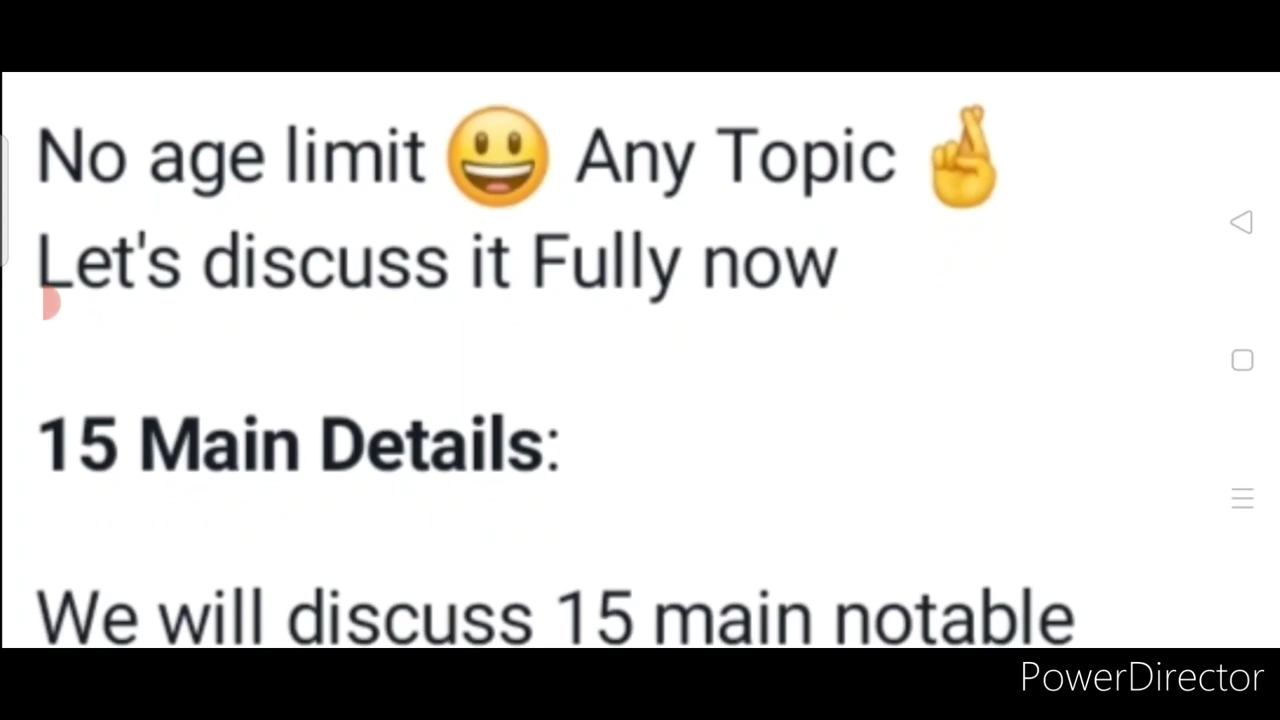 No age limit 😃 Any Topic 🤞
Let's discuss it Fully now
15 Main Details:
We will discuss 15 main notable
PowerDirector